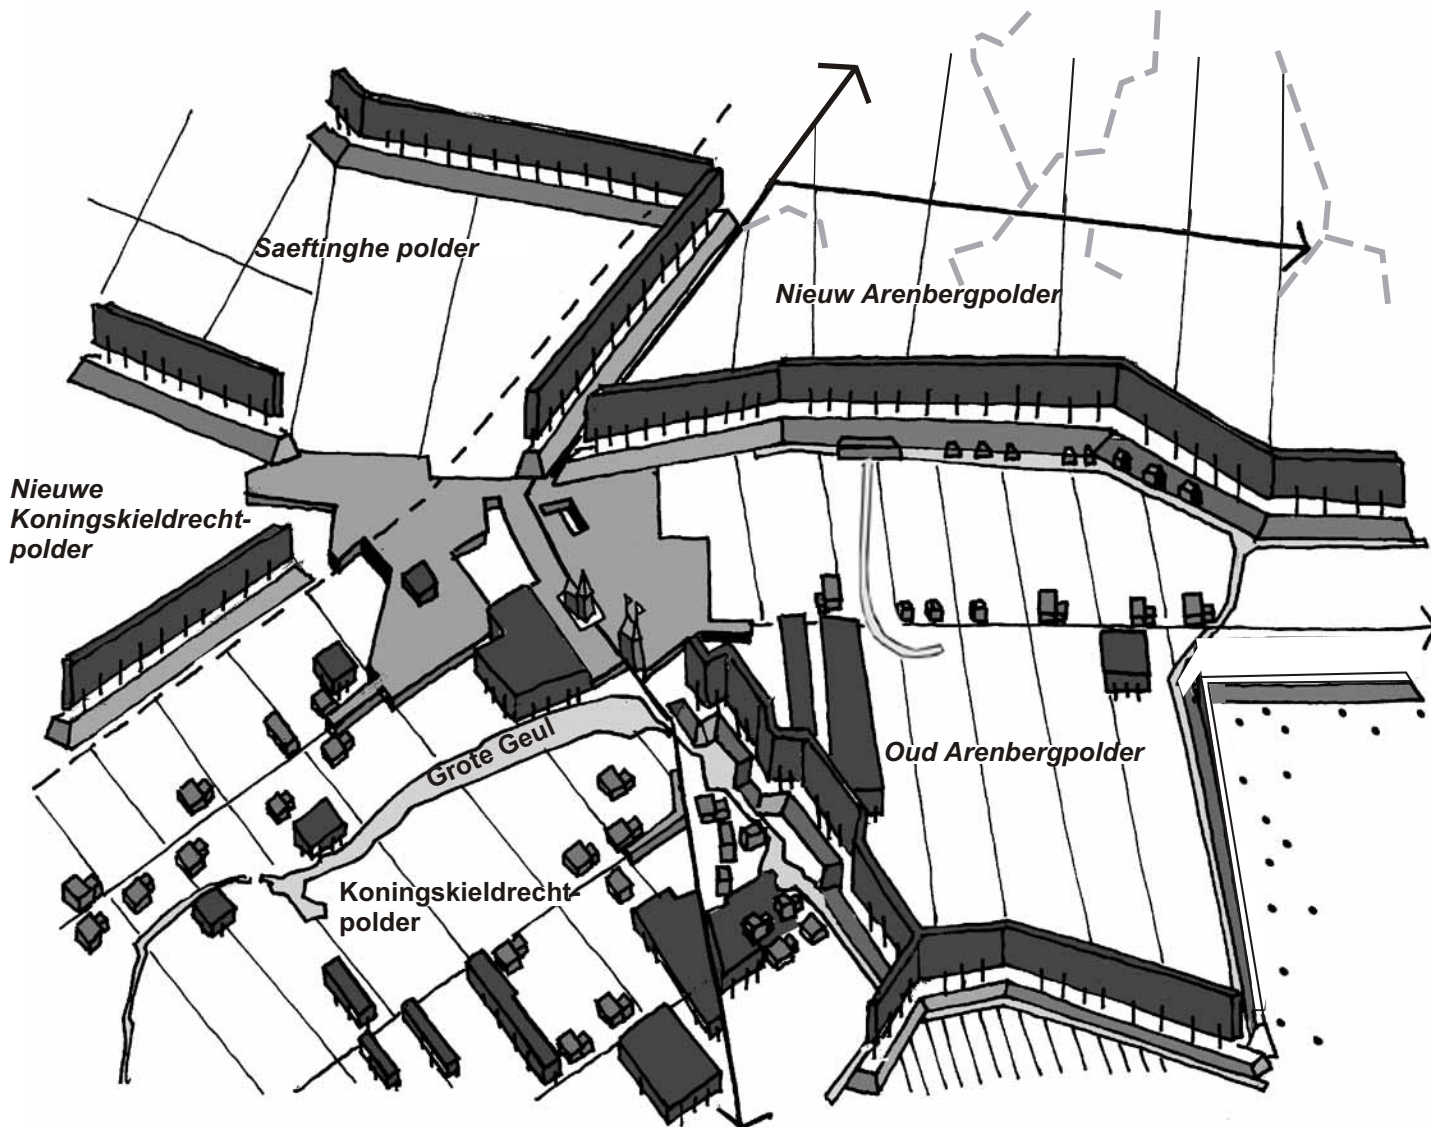 Saeftinghe polder
Nieuw Arenbergpolder
Nieuwe
Koningskieldrecht-
polder
Grote Geul
Oud Arenbergpolder
Koningskieldrecht-
polder